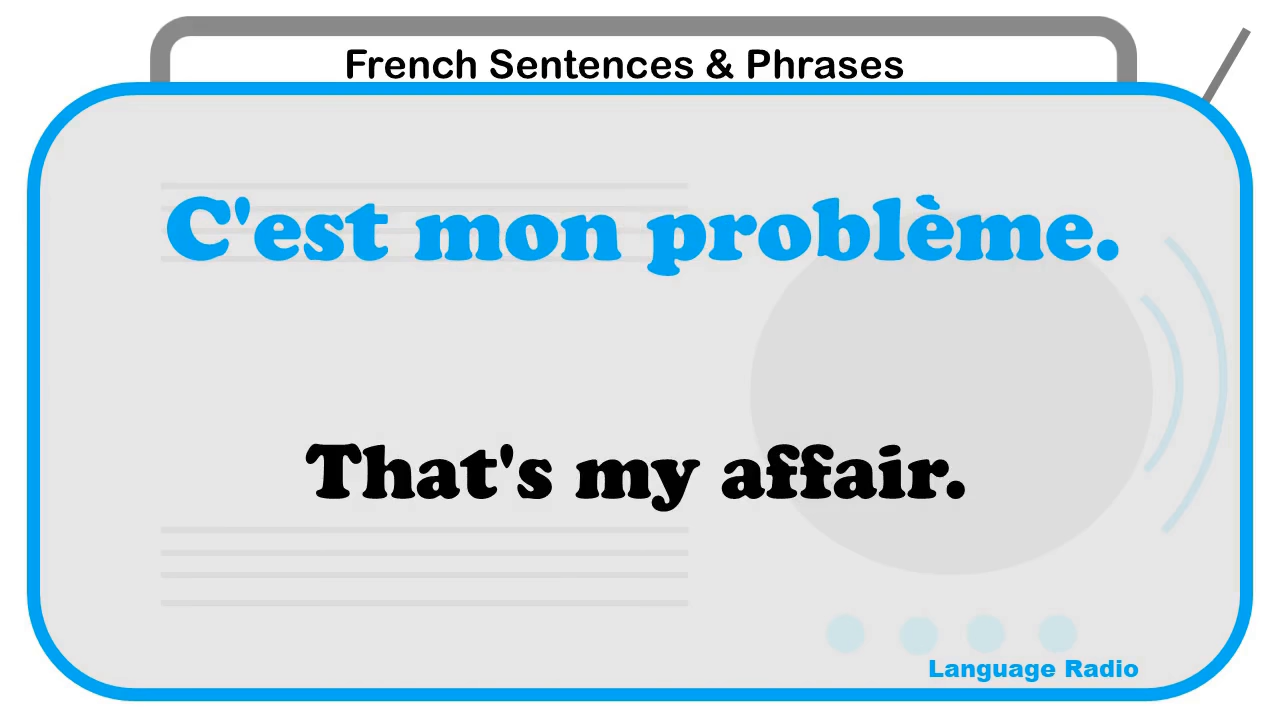 French Sentences & Phrases
C'est mon problème.
That's my affair.
Language Radio